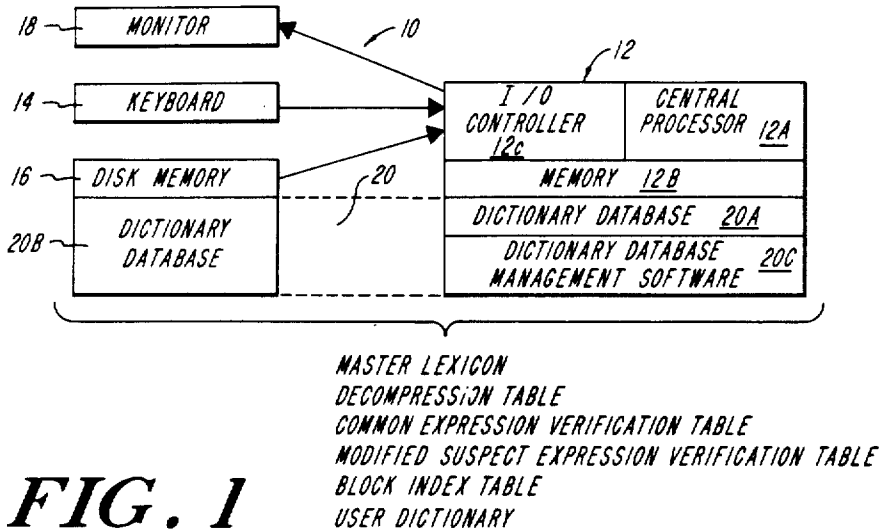 18
MONITOR
10
12
14
KEYBOARD
I/O
CONTROLLER
12c
CENTRAL
PROCESSOR 12A
16
DISK MEMORY
20
MEMORY 12B
20B
DICTIONARY
DATABASE
DICTIONARY DATABASE 20A
DICTIONARY DATABASE
MANAGEMENT SOFTWARE 20C
MASTER LEXICON
DECOMPRESSION TABLE
COMMON EXPRESSION VERIFICATION TABLE
MODIFIED SUSPECT EXPRESSION VERIFICATION TABLE
BLOCK INDEX TABLE
USER DICTIONARY
FIG. 1